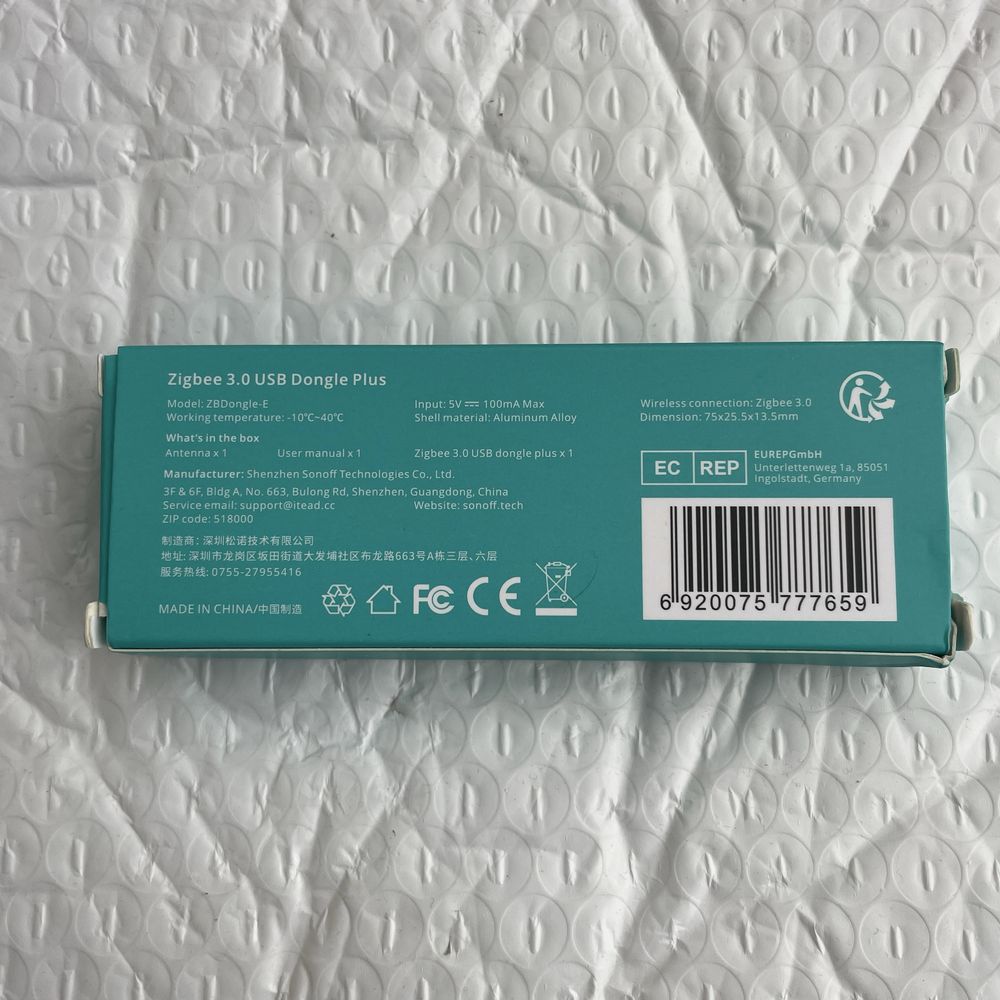 Zigbee 3.0 USB Dongle Plus
Model: ZBDongle-E
Working temperature: -10℃~40℃
Input: 5V⎓ 100mA Max
Shell material: Aluminum Alloy
Wireless connection: Zigbee 3.0
Dimension: 75x25.5x13.5mm
What's in the box
Antenna x 1 User manual x 1 Zigbee 3.0 USB dongle plus x 1
Manufacturer: Shenzhen Sonoff Technologies Co., Ltd.
3F & 6F, Bldg A, No. 663, Bulong Rd, Shenzhen, Guangdong, China
Service email: support@itead.cc Website: sonoff.tech
ZIP code: 518000
制造商: 深圳松诺技术有限公司
地址: 深圳市龙岗区坂田街道大发埔社区布龙路663号A栋三层、六层
服务热线: 0755-27955416
MADE IN CHINA/中国制造
FC CE
EC REP
EUREPGmbH
Unterlettenweg 1a, 85051
Ingolstadt, Germany
6 920075 777659